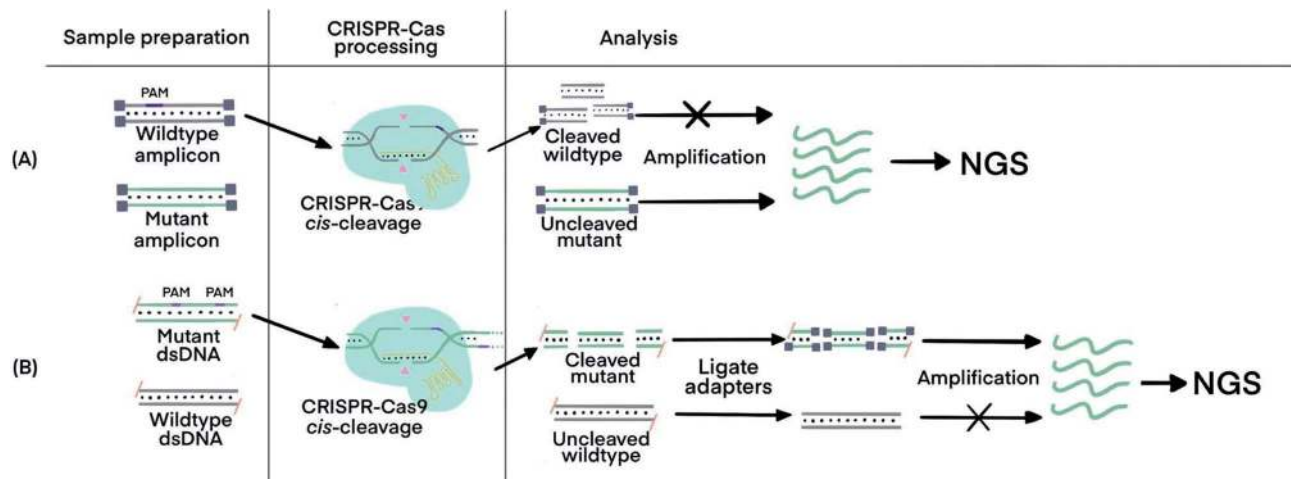 Sample preparation
CRISPR-Cas
processing
Analysis
(A)
PAM
Wildtype
amplicon
Mutant
amplicon
CRISPR-Cas
cis-cleavage
Cleaved
wildtype
Amplification
Uncleaved
mutant
NGS
(B)
PAM PAM
Mutant
dsDNA
Wildtype
dsDNA
CRISPR-Cas9
cis-cleavage
Cleaved
mutant
Ligate
adapters
Uncleaved
wildtype
Amplification
NGS